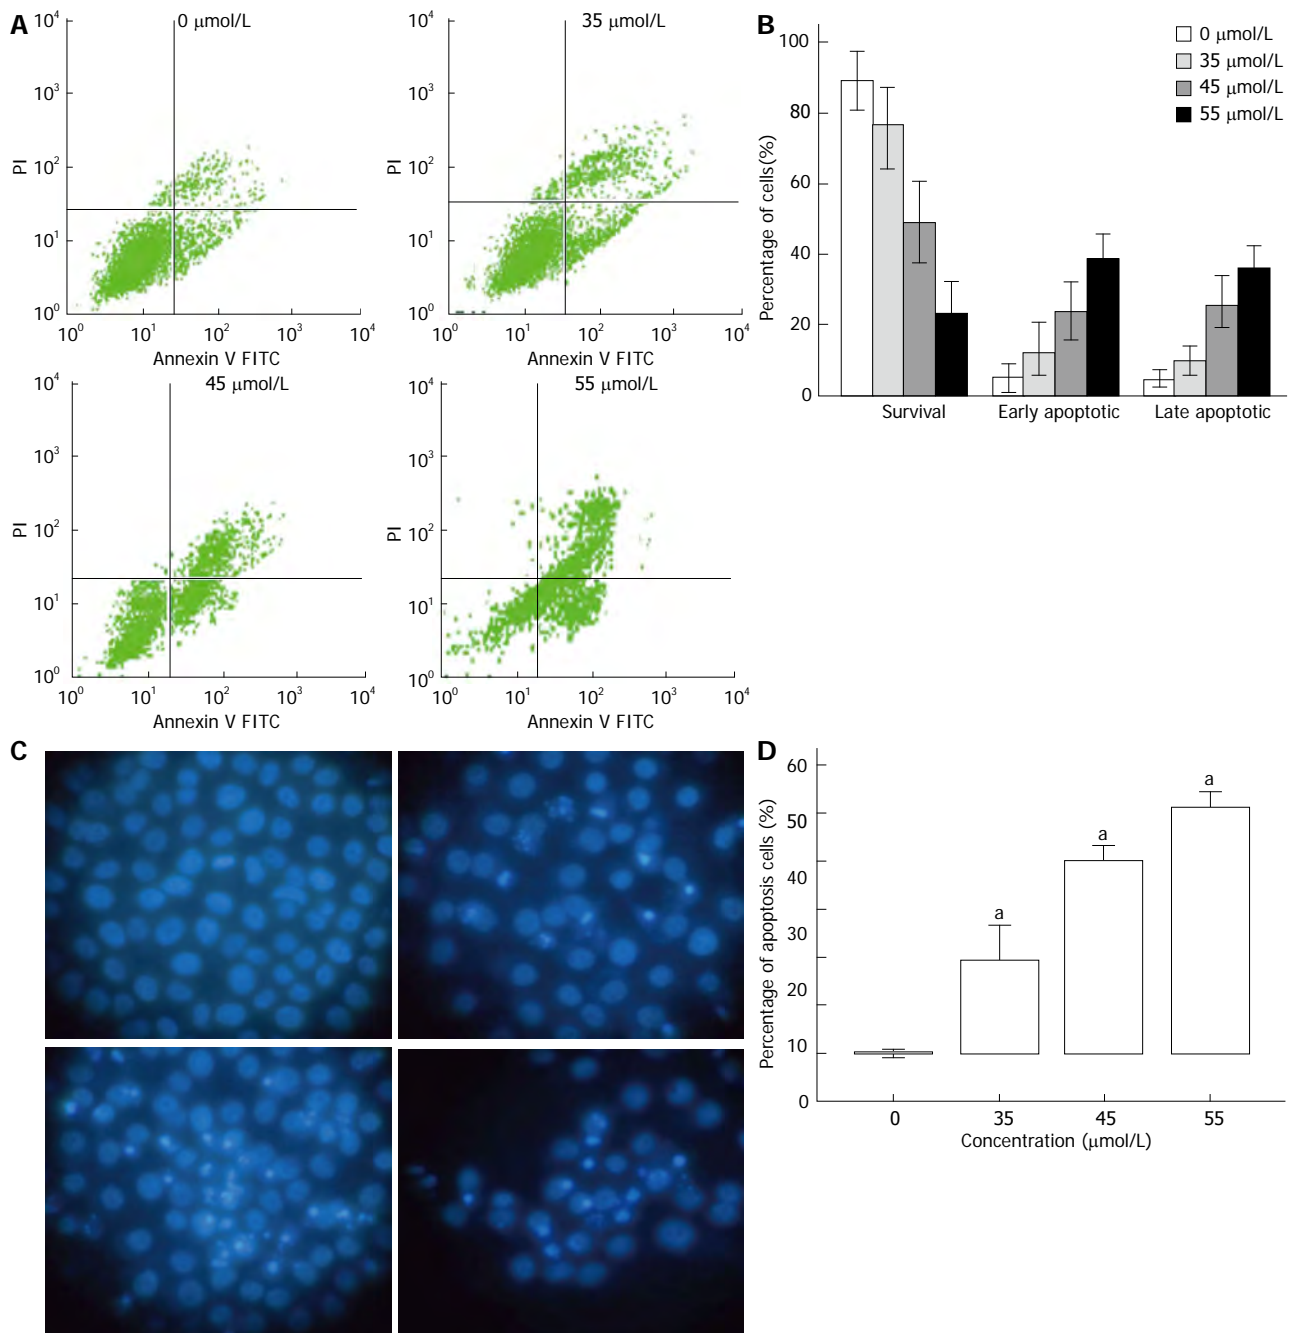 A
0 μmol/L
10⁴
10³
10²
10¹
10⁰
PI
10⁰ 10¹ 10² 10³ 10⁴
Annexin V FITC
35 μmol/L
10⁴
10³
10²
10¹
10⁰
PI
10⁰ 10¹ 10² 10³ 10⁴
Annexin V FITC
45 μmol/L
10⁴
10³
10²
10¹
10⁰
PI
10⁰ 10¹ 10² 10³ 10⁴
Annexin V FITC
55 μmol/L
10⁴
10³
10²
10¹
10⁰
PI
10⁰ 10¹ 10² 10³ 10⁴
Annexin V FITC
B
100
80
60
40
20
0
Percentage of cells(%)
0 μmol/L
35 μmol/L
45 μmol/L
55 μmol/L
Survival Early apoptotic Late apoptotic
C
D
60
50
40
30
20
10
0
Percentage of apoptosis cells (%)
a
a
a
0 35 45 55
Concentration (μmol/L)